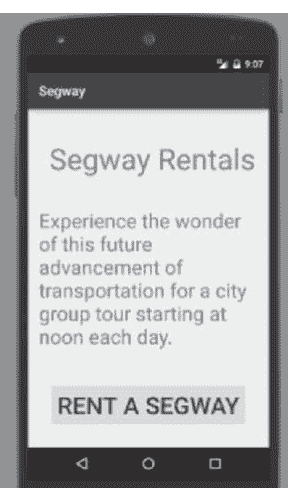 9:07
Segway
Segway Rentals
Experience the wonder
of this future
advancement of
transportation for a city
group tour starting at
noon each day.
RENT A SEGWAY